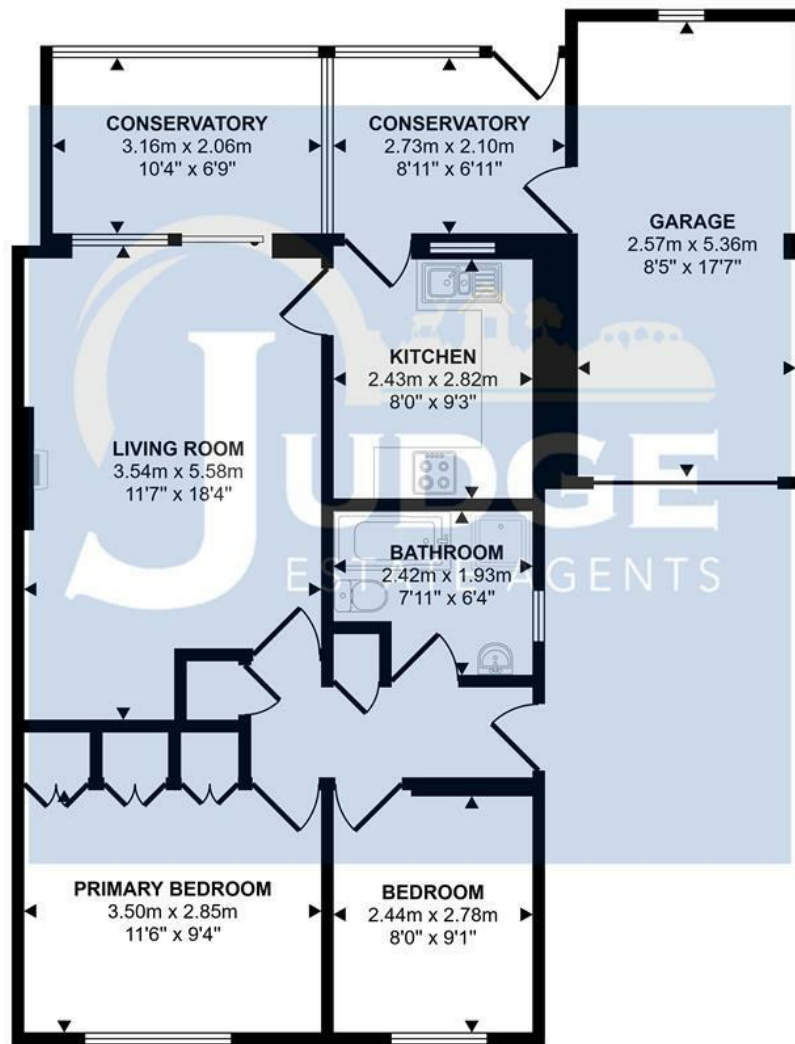 CONSERVATORY
3.16m x 2.06m
10'4" x 6'9"
CONSERVATORY
2.73m x 2.10m
8'11" x 6'11"
GARAGE
2.57m x 5.36m
8'5" x 17'7"
KITCHEN
2.43m x 2.82m
8'0" x 9'3"
LIVING ROOM
3.54m x 5.58m
11'7" x 18'4"
JUDGE
ESTATE AGENTS
BATHROOM
2.42m x 1.93m
7'11" x 6'4"
PRIMARY BEDROOM
3.50m x 2.85m
11'6" x 9'4"
BEDROOM
2.44m x 2.78m
8'0" x 9'1"